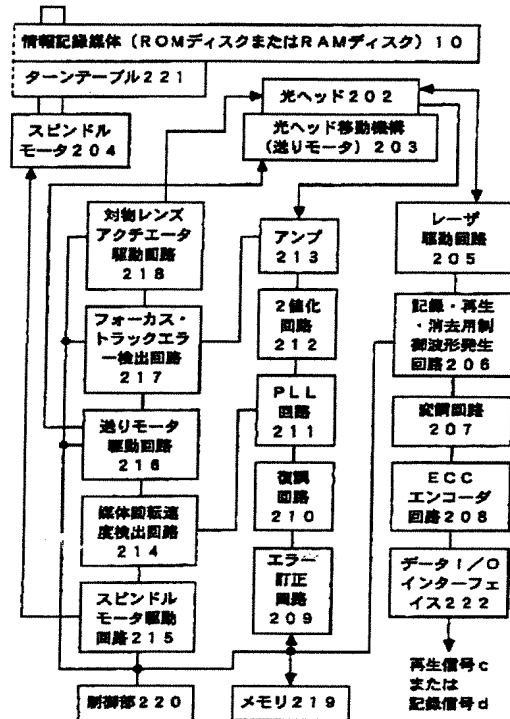 情報記録媒体（ＲＯＭディスクまたはＲＡＭディスク）１０
ターンテーブル２２１
スピンドル
モータ２０４
光ヘッド２０２
光ヘッド移動機構
（送りモータ）２０３
対物レンズ
アクチエータ
駆動回路
２１８
アンプ
２１３
レーザ
駆動回路
２０５
フォーカス・
トラックエラ
ー検出回路
２１７
２値化
回路
２１２
記録・再生
・消去用制
御波形発生
回路２０６
送りモータ
駆動回路
２１６
ＰＬＬ
回路
２１１
変調回路
２０７
媒体回転速
度検出回路
２１４
復調
回路
２１０
ＥＣＣ
エンコーダ
回路２０８
スピンドル
モータ駆動
回路２１５
エラー
訂正
回路
２０９
データＩ／Ｏ
インターフェ
イス２２２
制御部２２０
メモリ２１９
再生信号ｃ
または
記録信号ｄ